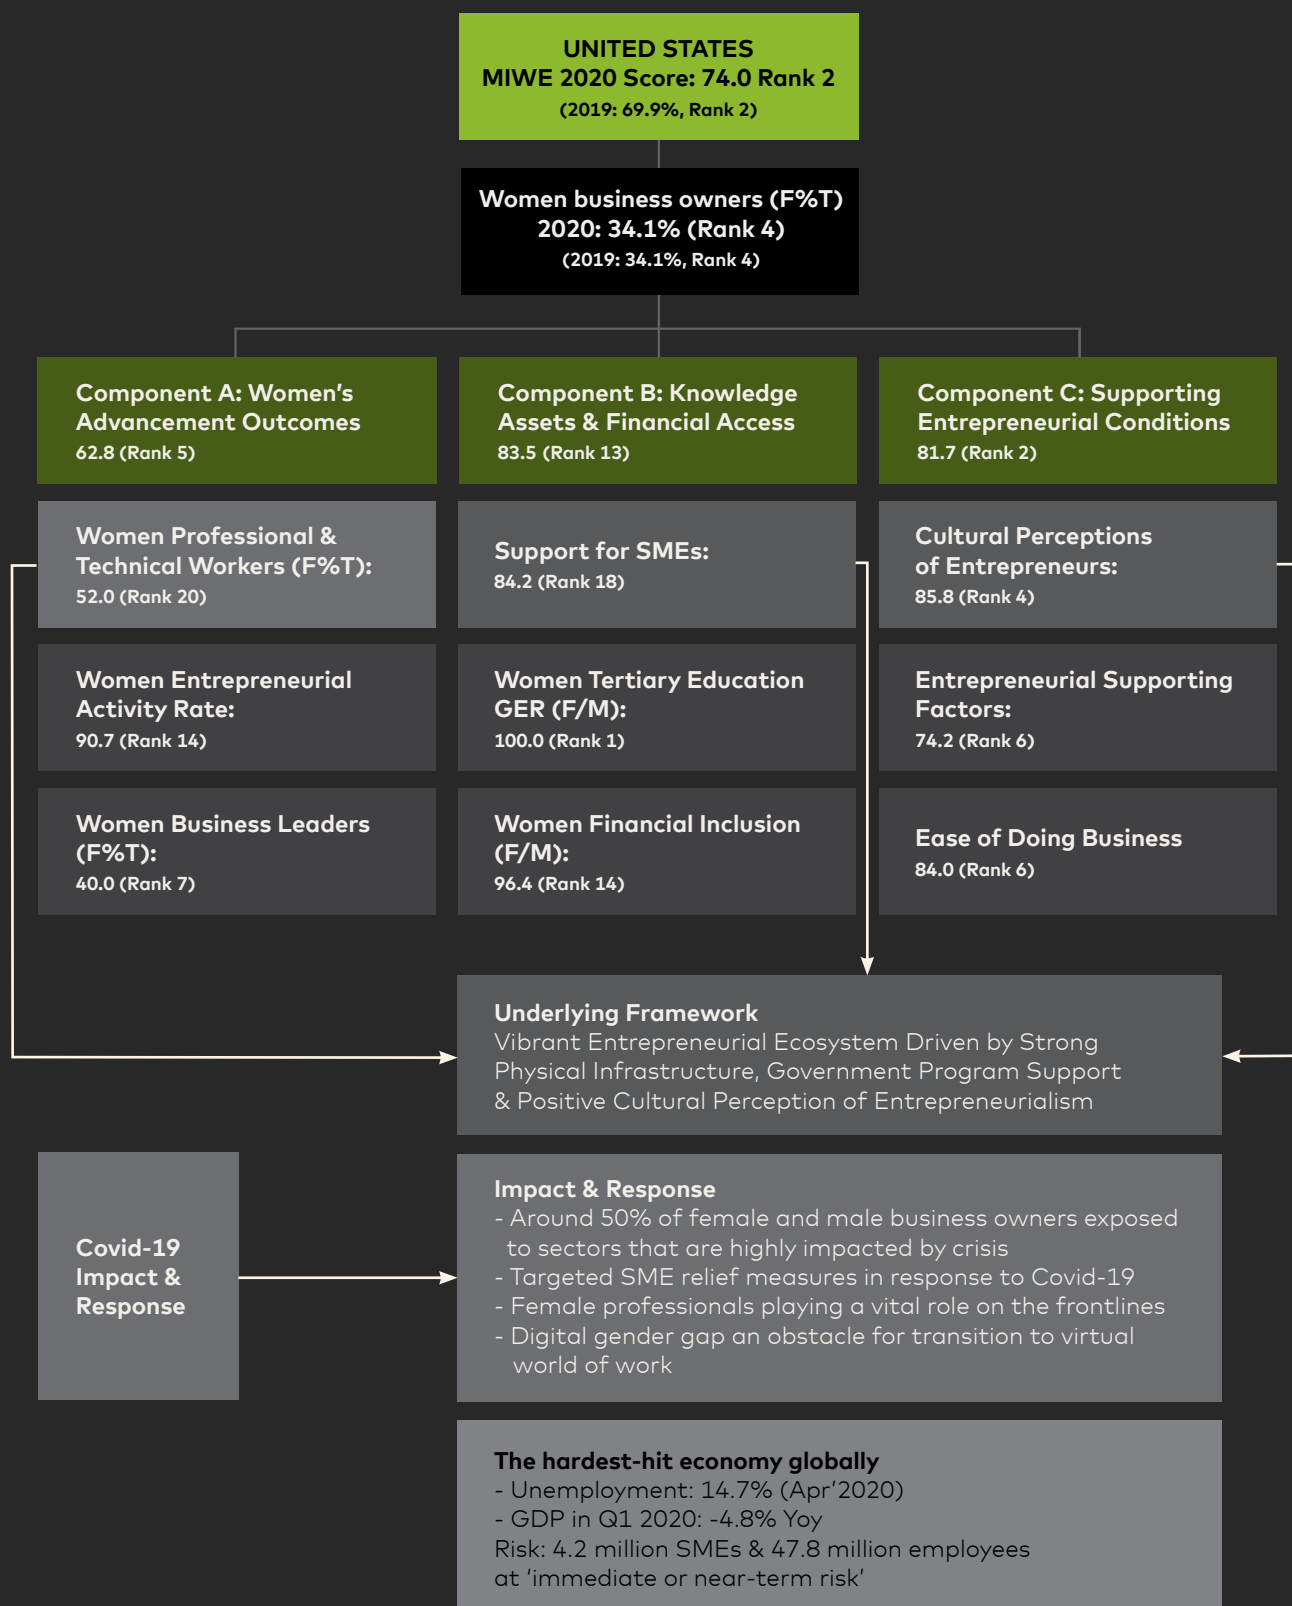 UNITED STATES
MIWE 2020 Score: 74.0 Rank 2
(2019: 69.9%, Rank 2)
Women business owners (F%T)
2020: 34.1% (Rank 4)
(2019: 34.1%, Rank 4)
Component A: Women’s
Advancement Outcomes
62.8 (Rank 5)
Component B: Knowledge
Assets & Financial Access
83.5 (Rank 13)
Component C: Supporting
Entrepreneurial Conditions
81.7 (Rank 2)
Women Professional &
Technical Workers (F%T):
52.0 (Rank 20)
Support for SMEs:
84.2 (Rank 18)
Cultural Perceptions
of Entrepreneurs:
85.8 (Rank 4)
Women Entrepreneurial
Activity Rate:
90.7 (Rank 14)
Women Tertiary Education
GER (F/M):
100.0 (Rank 1)
Entrepreneurial Supporting
Factors:
74.2 (Rank 6)
Women Business Leaders
(F%T):
40.0 (Rank 7)
Women Financial Inclusion
(F/M):
96.4 (Rank 14)
Ease of Doing Business
84.0 (Rank 6)
Underlying Framework
Vibrant Entrepreneurial Ecosystem Driven by Strong
Physical Infrastructure, Government Program Support
& Positive Cultural Perception of Entrepreneurialism
Covid-19
Impact &
Response
Impact & Response
- Around 50% of female and male business owners exposed
to sectors that are highly impacted by crisis
- Targeted SME relief measures in response to Covid-19
- Female professionals playing a vital role on the frontlines
- Digital gender gap an obstacle for transition to virtual
world of work
The hardest-hit economy globally
- Unemployment: 14.7% (Apr’2020)
- GDP in Q1 2020: -4.8% Yoy
Risk: 4.2 million SMEs & 47.8 million employees
at ‘immediate or near-term risk’